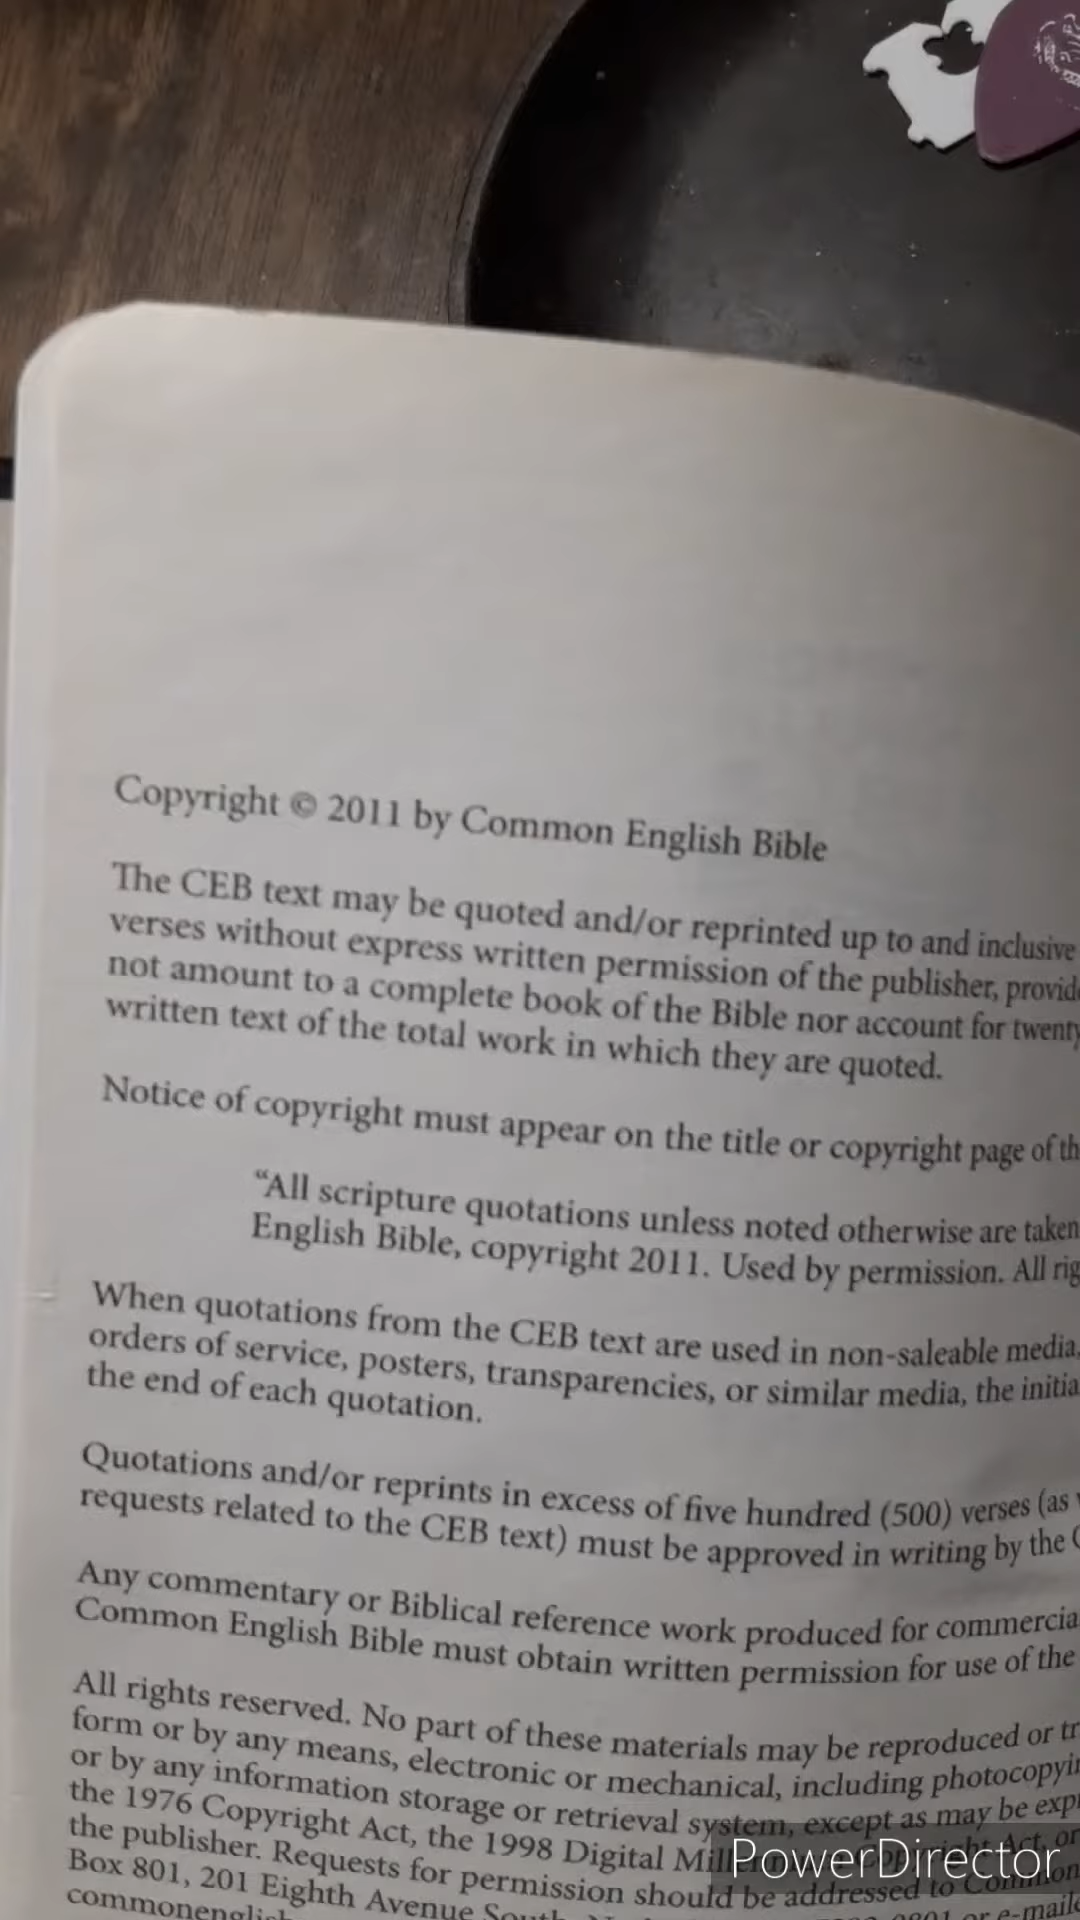 Copyright © 2011 by Common English Bible
The CEB text may be quoted and/or reprinted up to and inclusive
verses without express written permission of the publisher, provid
not amount to a complete book of the Bible nor account for twenty
written text of the total work in which they are quoted.
Notice of copyright must appear on the title or copyright page of th
“All scripture quotations unless noted otherwise are taken
English Bible, copyright 2011. Used by permission. All rig
When quotations from the CEB text are used in non-saleable media,
orders of service, posters, transparencies, or similar media, the initia
the end of each quotation.
Quotations and/or reprints in excess of five hundred (500) verses (as
requests related to the CEB text) must be approved in writing by the C
Any commentary or Biblical reference work produced for commercia
Common English Bible must obtain written permission for use of the
All rights reserved. No part of these materials may be reproduced or tr
form or by any means, electronic or mechanical, including photocopyi
or by any information storage or retrieval system, except as may be exp
the 1976 Copyright Act, the 1998 Digital Mill Act, or
the publisher. Requests for permission should be addressed to Common
Box 801, 201 Eighth Avenue South, or e-maile
commonenglish
PowerDirector